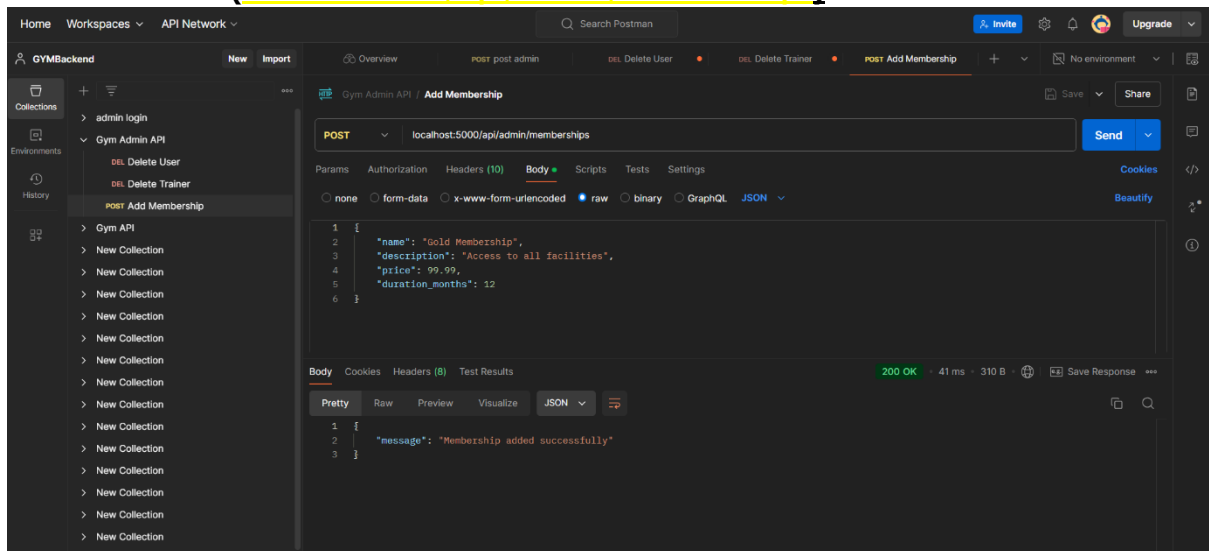 Home Workspaces API Network Search Postman Invite Upgrade
GYMBackend New Import Overview POST post admin DEL Delete User DEL Delete Trainer POST Add Membership No environment
Collections
Environments
History
admin login
Gym Admin API
DEL Delete User
DEL Delete Trainer
POST Add Membership
Gym API
New Collection
New Collection
New Collection
New Collection
New Collection
New Collection
New Collection
New Collection
New Collection
New Collection
New Collection
New Collection
New Collection
New Collection
HTTP Gym Admin API / Add Membership Save Share
POST localhost:5000/api/admin/memberships Send
Params Authorization Headers (10) Body Scripts Tests Settings Cookies
none form-data x-www-form-urlencoded raw binary GraphQL JSON Beautify
1 {
2 "name": "Gold Membership",
3 "description": "Access to all facilities",
4 "price": 99.99,
5 "duration_months": 12
6 }
Body Cookies Headers (8) Test Results 200 OK 41 ms 310 B Save Response
Pretty Raw Preview Visualize JSON
1 {
2 "message": "Membership added successfully"
3 }